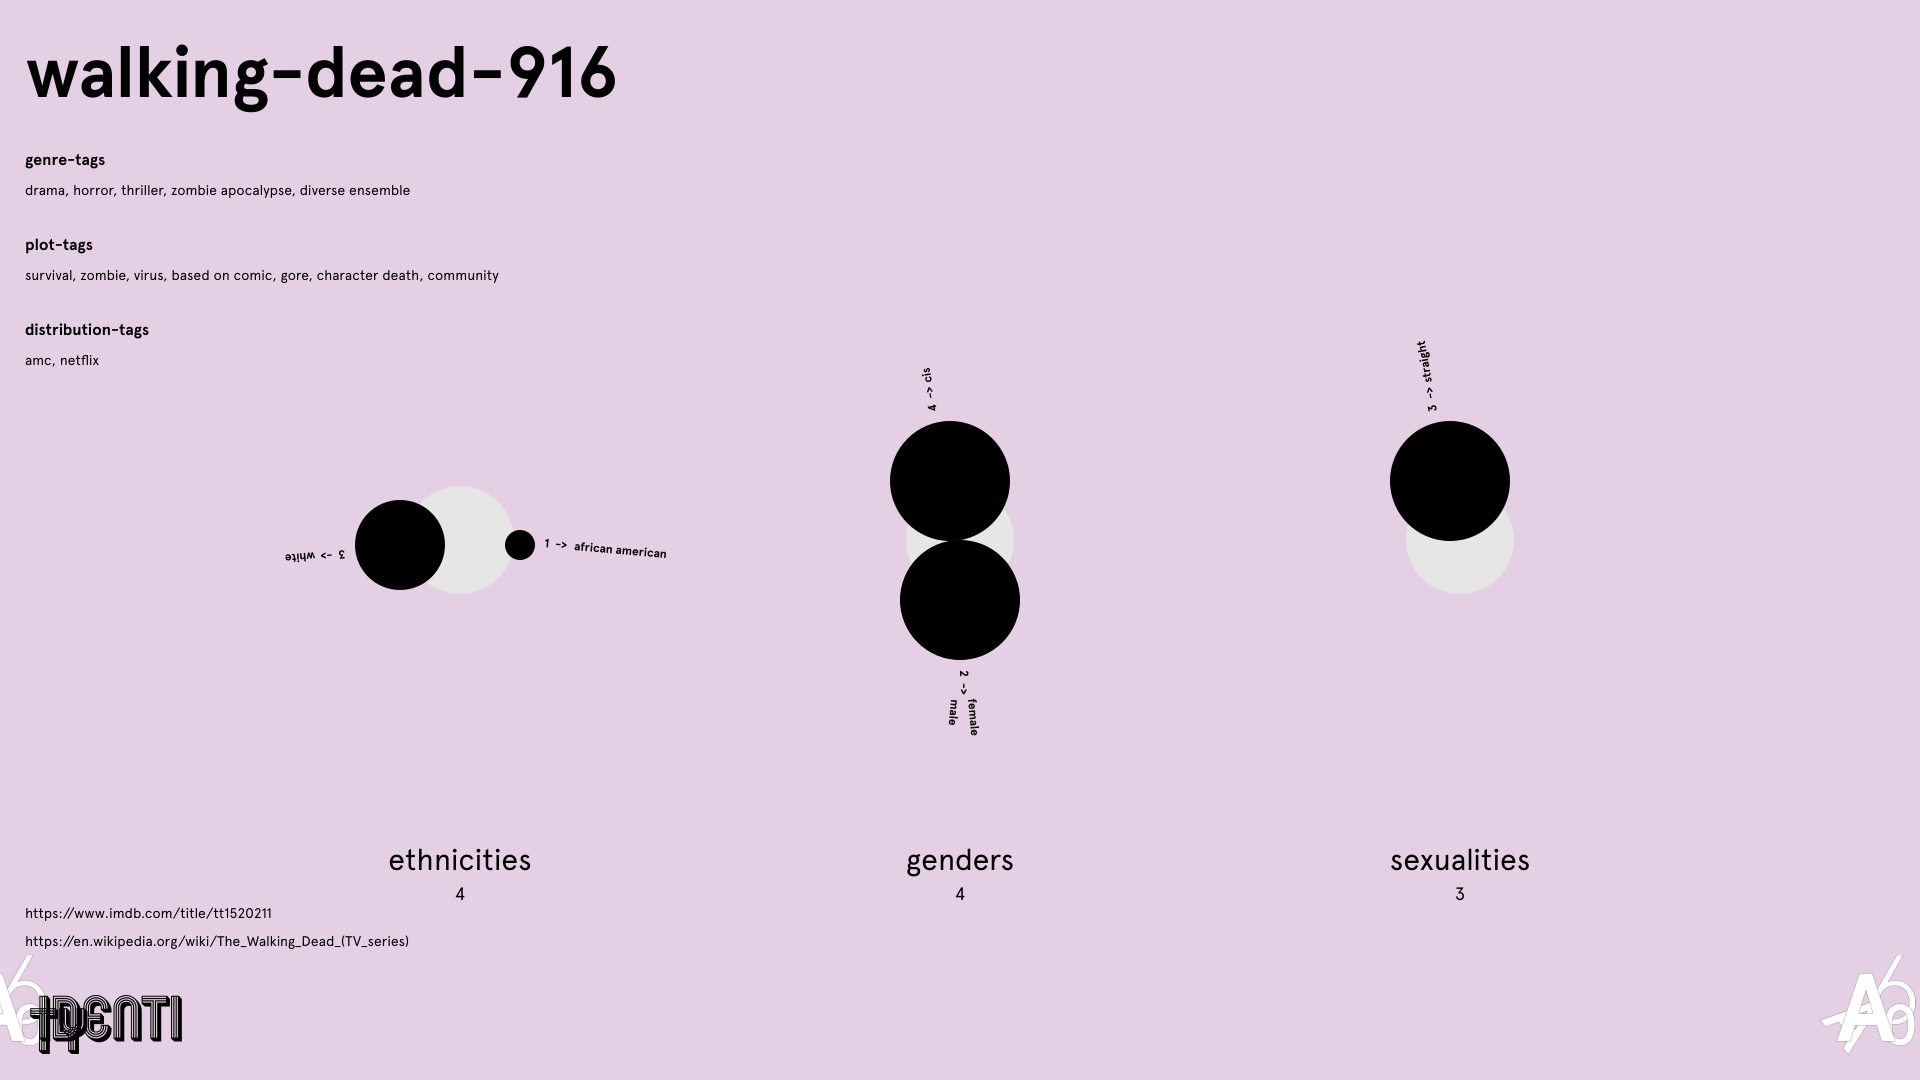 walking-dead-916
genre-tags
drama, horror, thriller, zombie apocalypse, diverse ensemble
plot-tags
survival, zombie, virus, based on comic, gore, character death, community
distribution-tags
amc, netflix
3 -> white
1 -> african american
4 -> cis
2 -> female
male
3 -> straight
ethnicities
4
genders
4
sexualities
3
https://www.imdb.com/title/tt1520211
https://en.wikipedia.org/wiki/The_Walking_Dead_(TV_series)
IDENTI